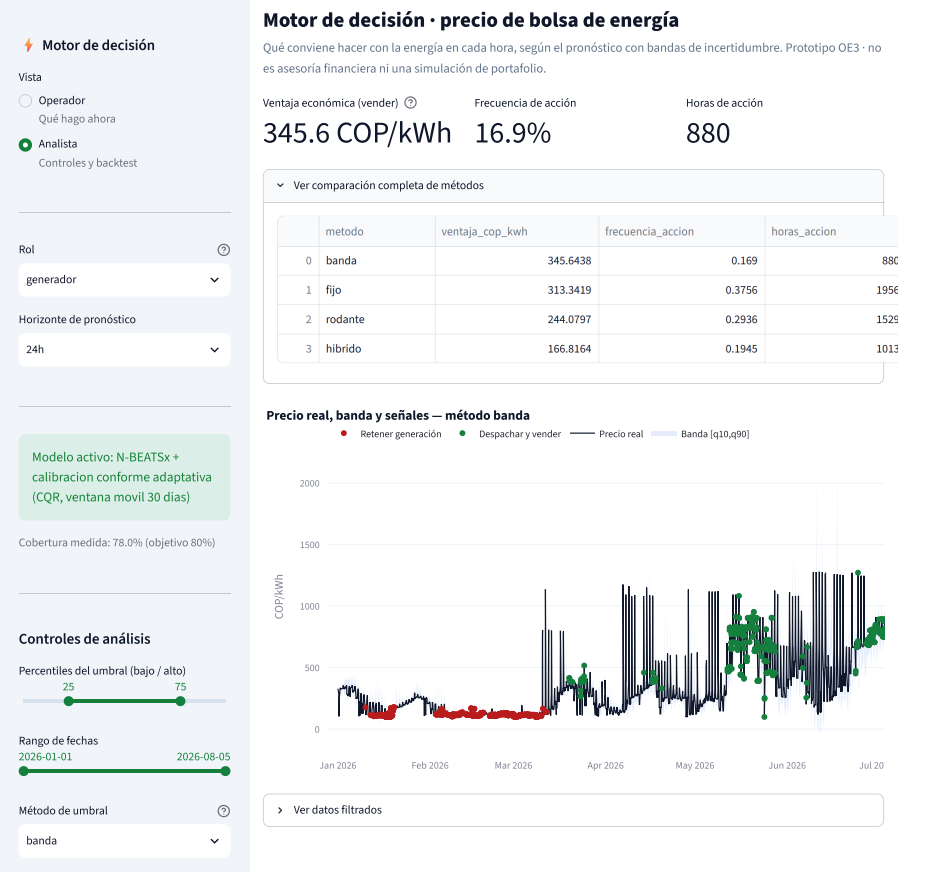 Motor de decisión
Vista
Operador
Qué hago ahora
Analista
Controles y backtest
Rol
generador
Horizonte de pronóstico
24h
Modelo activo: N-BEATSx +
calibracion conforme adaptativa
(CQR, ventana movil 30 dias)
Cobertura medida: 78.0% (objetivo 80%)
Controles de análisis
Percentiles del umbral (bajo / alto)
25 75
Rango de fechas
2026-01-01 2026-08-05
Método de umbral
banda
Motor de decisión · precio de bolsa de energía
Qué conviene hacer con la energía en cada hora, según el pronóstico con bandas de incertidumbre. Prototipo OE3 · no
es asesoría financiera ni una simulación de portafolio.
Ventaja económica (vender) Frecuencia de acción Horas de acción
345.6 COP/kWh 16.9% 880
Ver comparación completa de métodos
metodo ventaja_cop_kwh frecuencia_accion horas_accion
0 banda 345.6438 0.169 880
1 fijo 313.3419 0.3756 1956
2 rodante 244.0797 0.2936 1529
3 hibrido 166.8164 0.1945 1013
Precio real, banda y señales — método banda
Retener generación Despachar y vender Precio real Banda [q10,q90]
2000
1500
1000
500
0
COP/kWh
Jan 2026 Feb 2026 Mar 2026 Apr 2026 May 2026 Jun 2026 Jul 20
Ver datos filtrados